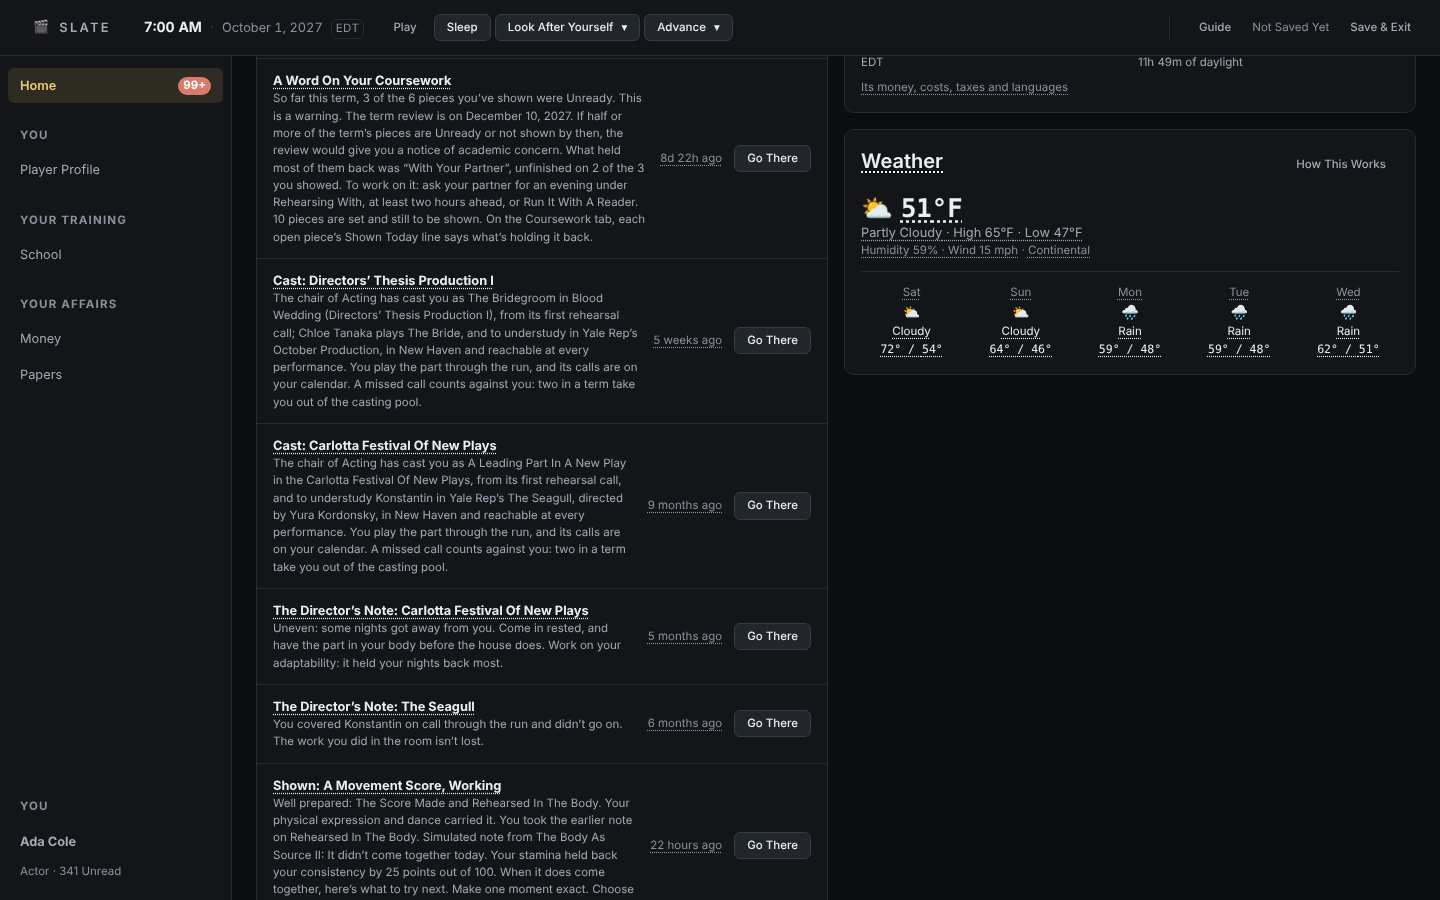 SLATE
7:00 AM · October 1, 2027 EDT
Play
Sleep
Look After Yourself ▾
Advance ▾
Guide
Not Saved Yet
Save & Exit
Home
99+
YOU
Player Profile
YOUR TRAINING
School
YOUR AFFAIRS
Money
Papers
YOU
Ada Cole
Actor · 341 Unread
A Word On Your Coursework
So far this term, 3 of the 6 pieces you've shown were Unready. This
is a warning. The term review is on December 10, 2027. If half or
more of the term's pieces are Unready or not shown by then, the
review would give you a notice of academic concern. What held
most of them back was "With Your Partner", unfinished on 2 of the 3
you showed. To work on it: ask your partner for an evening under
Rehearsing With, at least two hours ahead, or Run It With A Reader.
10 pieces are set and still to be shown. On the Coursework tab, each
open piece's Shown Today line says what's holding it back.
8d 22h ago
Go There
Cast: Directors' Thesis Production I
The chair of Acting has cast you as The Bridegroom in Blood
Wedding (Directors' Thesis Production I), from its first rehearsal
call; Chloe Tanaka plays The Bride, and to understudy in Yale Rep's
October Production, in New Haven and reachable at every
performance. You play the part through the run, and its calls are on
your calendar. A missed call counts against you: two in a term take
you out of the casting pool.
5 weeks ago
Go There
Cast: Carlotta Festival Of New Plays
The chair of Acting has cast you as A Leading Part In A New Play
in the Carlotta Festival Of New Plays, from its first rehearsal call,
and to understudy Konstantin in Yale Rep's The Seagull, directed
by Yura Kordonsky, in New Haven and reachable at every
performance. You play the part through the run, and its calls are
on your calendar. A missed call counts against you: two in a term
take you out of the casting pool.
9 months ago
Go There
The Director's Note: Carlotta Festival Of New Plays
Uneven: some nights got away from you. Come in rested, and
have the part in your body before the house does. Work on your
adaptability: it held your nights back most.
5 months ago
Go There
The Director's Note: The Seagull
You covered Konstantin on call through the run and didn't go on.
The work you did in the room isn't lost.
6 months ago
Go There
Shown: A Movement Score, Working
Well prepared: The Score Made and Rehearsed In The Body. Your
physical expression and dance carried it. You took the earlier note
on Rehearsed In The Body. Simulated note from The Body As
Source II: It didn't come together today. Your stamina held back
your consistency by 25 points out of 100. When it does come
together, here's what to try next. Make one moment exact. Choose
22 hours ago
Go There
EDT
11h 49m of daylight
Its money, costs, taxes and languages
Weather
How This Works
51°F
Partly Cloudy · High 65°F · Low 47°F
Humidity 59% · Wind 15 mph · Continental
Sat
Cloudy
72° / 54°
Sun
Cloudy
64° / 46°
Mon
Rain
59° / 48°
Tue
Rain
59° / 48°
Wed
Rain
62° / 51°